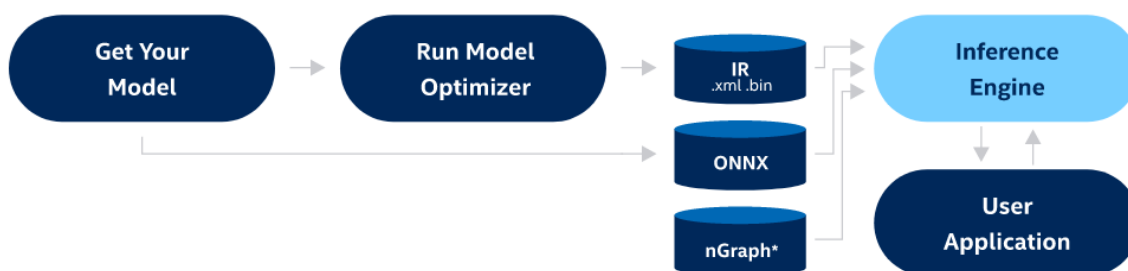 Get Your
Model
Run Model
Optimizer
IR
.xml .bin
ONNX
nGraph*
Inference
Engine
User
Application